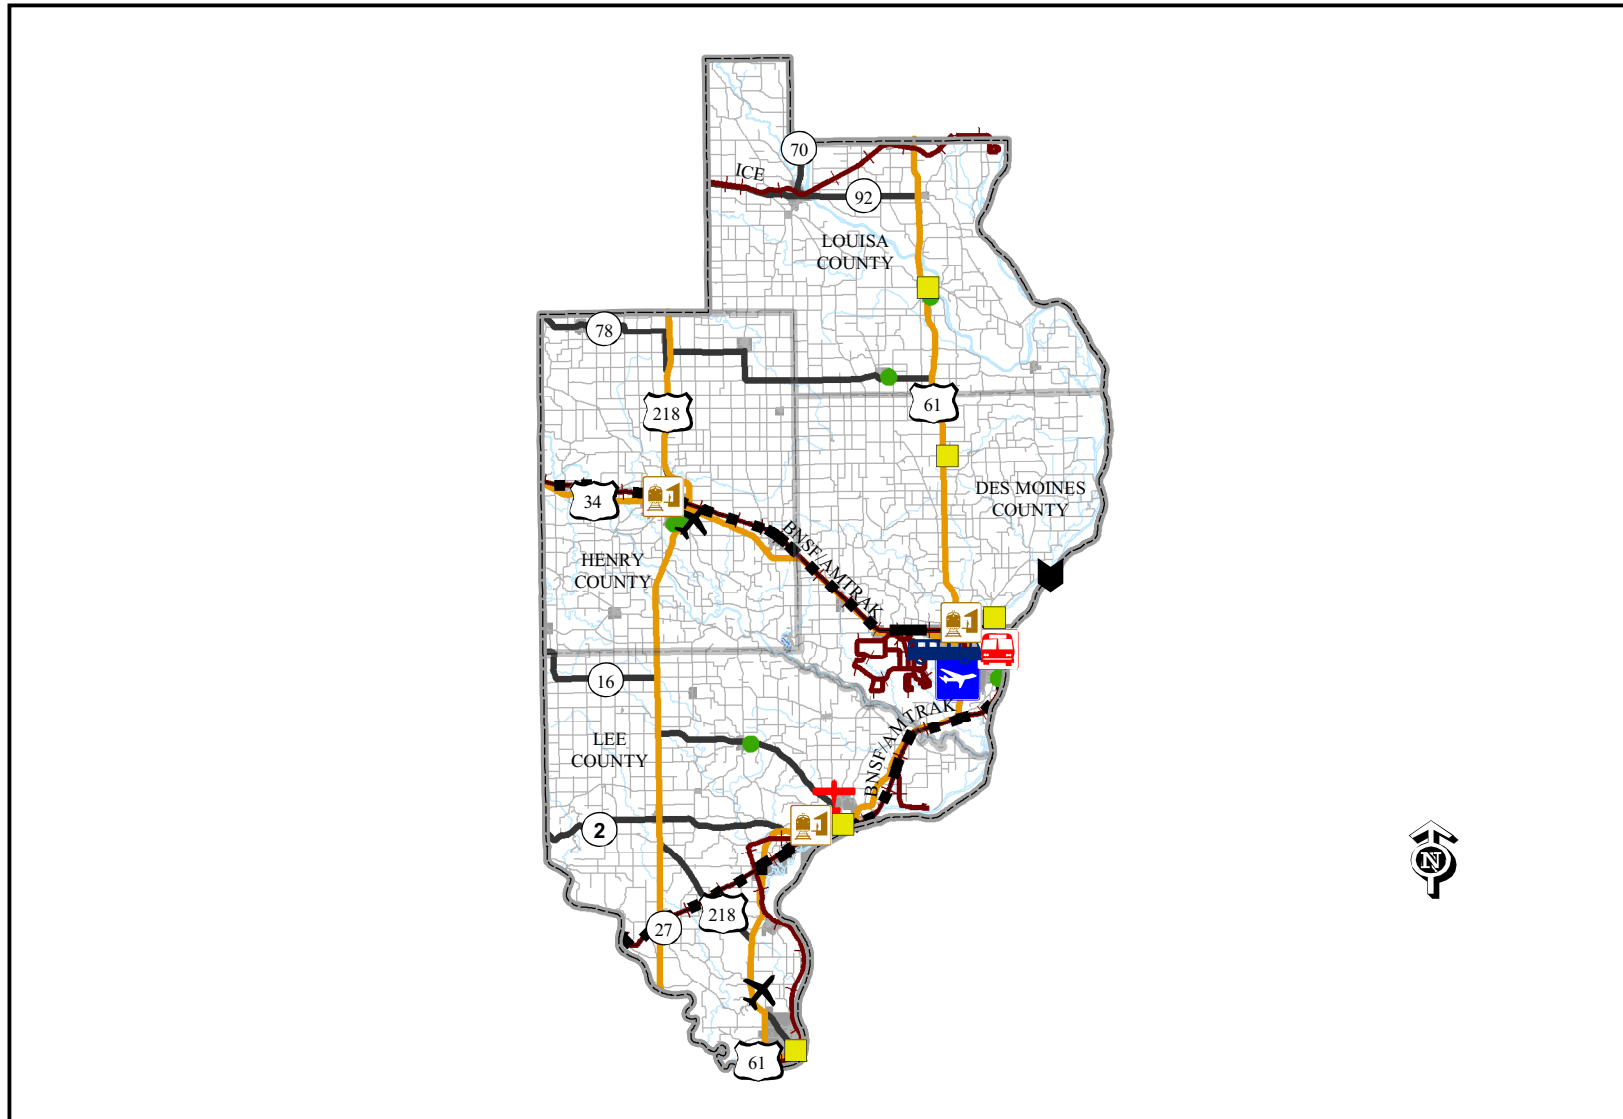 70
ICE
92
LOUISA
COUNTY
78
218
61
34
DES MOINES
COUNTY
BNSF/AMTRAK
HENRY
COUNTY
16
BNSF/AMTRAK
LEE
COUNTY
2
218
27
61
N